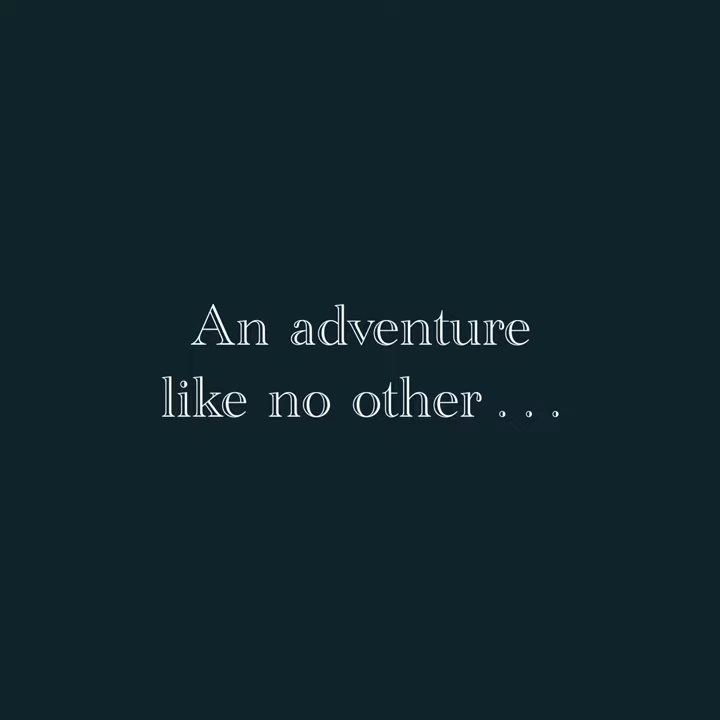 An adventure
like no other . . .